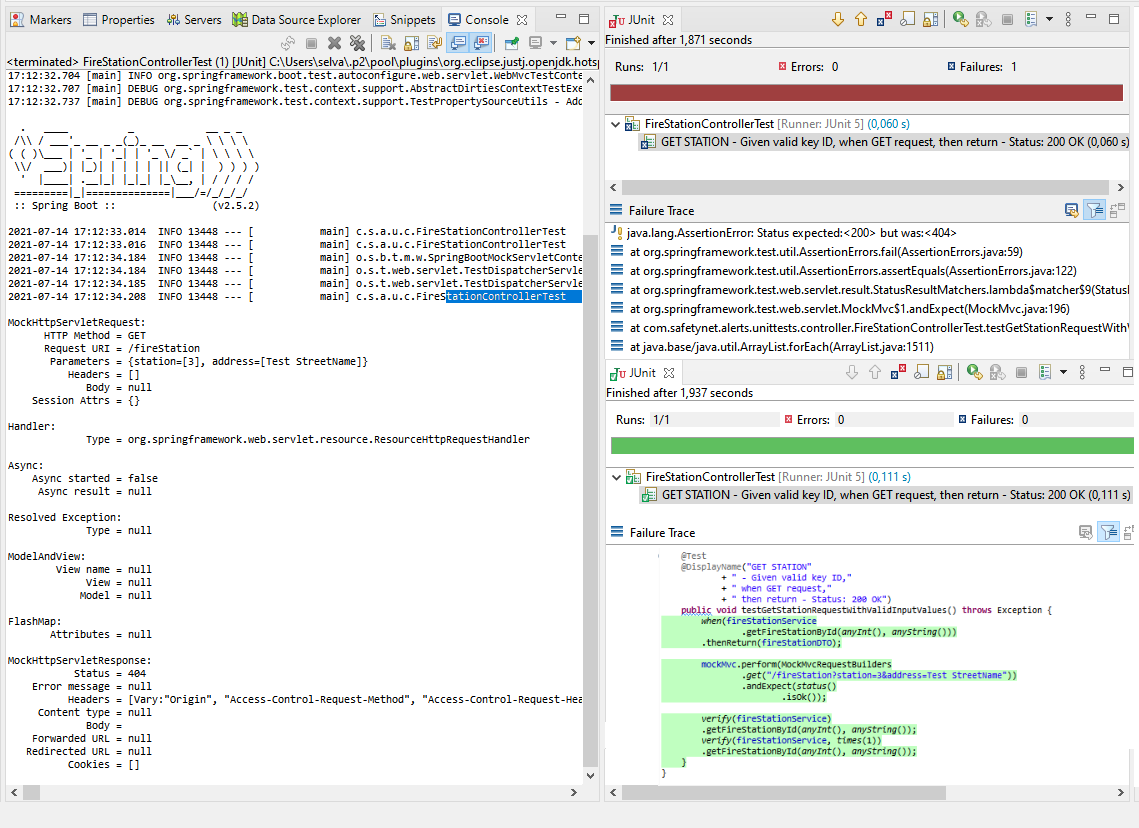 Markers Properties Servers Data Source Explorer Snippets Console
<terminated> FireStationControllerTest (1) [JUnit] C:\Users\selva\.p2\pool\plugins\org.eclipse.justj.openjdk.hotsp
17:12:32.704 [main] INFO org.springframework.boot.test.autoconfigure.web.servlet.WebMvcTestConte
17:12:32.707 [main] DEBUG org.springframework.test.context.support.AbstractDirtiesContextTestExe
17:12:32.737 [main] DEBUG org.springframework.test.context.support.TestPropertySourceUtils - Add
:: Spring Boot :: (v2.5.2)
2021-07-14 17:12:33.014 INFO 13448 --- [ main] c.s.a.u.c.FireStationControllerTest
2021-07-14 17:12:33.016 INFO 13448 --- [ main] c.s.a.u.c.FireStationControllerTest
2021-07-14 17:12:34.184 INFO 13448 --- [ main] o.s.b.t.m.w.SpringBootMockServletConte
2021-07-14 17:12:34.184 INFO 13448 --- [ main] o.s.t.web.servlet.TestDispatcherServle
2021-07-14 17:12:34.185 INFO 13448 --- [ main] o.s.t.web.servlet.TestDispatcherServle
2021-07-14 17:12:34.208 INFO 13448 --- [ main] c.s.a.u.c.FireStationControllerTest
MockHttpServletRequest:
HTTP Method = GET
Request URI = /fireStation
Parameters = {station=[3], address=[Test StreetName]}
Headers = []
Body = null
Session Attrs = {}
Handler:
Type = org.springframework.web.servlet.resource.ResourceHttpRequestHandler
Async:
Async started = false
Async result = null
Resolved Exception:
Type = null
ModelAndView:
View name = null
View = null
Model = null
FlashMap:
Attributes = null
MockHttpServletResponse:
Status = 404
Error message = null
Headers = [Vary:"Origin", "Access-Control-Request-Method", "Access-Control-Request-Hea
Content type = null
Body =
Forwarded URL = null
Redirected URL = null
Cookies = []
JUnit
Finished after 1,871 seconds
Runs: 1/1 Errors: 0 Failures: 1
FireStationControllerTest [Runner: JUnit 5] (0,060 s)
GET STATION - Given valid key ID, when GET request, then return - Status: 200 OK (0,060 s)
Failure Trace
java.lang.AssertionError: Status expected:<200> but was:<404>
at org.springframework.test.util.AssertionErrors.fail(AssertionErrors.java:59)
at org.springframework.test.util.AssertionErrors.assertEquals(AssertionErrors.java:122)
at org.springframework.test.web.servlet.result.StatusResultMatchers.lambda$matcher$9(StatusI
at org.springframework.test.web.servlet.MockMvc$1.andExpect(MockMvc.java:196)
at com.safetynet.alerts.unittests.controller.FireStationControllerTest.testGetStationRequestWith
at java.base/java.util.ArrayList.forEach(ArrayList.java:1511)
JUnit
Finished after 1,937 seconds
Runs: 1/1 Errors: 0 Failures: 0
FireStationControllerTest [Runner: JUnit 5] (0,111 s)
GET STATION - Given valid key ID, when GET request, then return - Status: 200 OK (0,111 s)
Failure Trace
@Test
@DisplayName("GET STATION"
+ " - Given valid key ID,"
+ " when GET request,"
+ " then return - Status: 200 OK")
public void testGetStationRequestWithValidInputValues() throws Exception {
when(fireStationService
.getFireStationById(anyInt(), anyString()))
.thenReturn(fireStationDTO);
mockMvc.perform(MockMvcRequestBuilders
.get("/fireStation?station=3&address=Test StreetName"))
.andExpect(status()
.isOk());
verify(fireStationService)
.getFireStationById(anyInt(), anyString());
verify(fireStationService, times(1))
.getFireStationById(anyInt(), anyString());
}
}